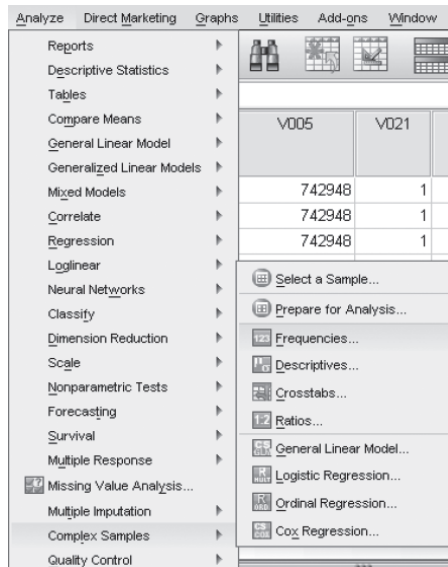 Analyze Direct Marketing Graphs Utilities Add-ons Window
Reports
Descriptive Statistics
Tables
Compare Means
General Linear Model
Generalized Linear Models
Mixed Models
Correlate
Regression
Loglinear
Neural Networks
Classify
Dimension Reduction
Scale
Nonparametric Tests
Forecasting
Survival
Multiple Response
Missing Value Analysis...
Multiple Imputation
Complex Samples
Quality Control
V005 V021
742948 1
742948 1
742948 1
Select a Sample...
Prepare for Analysis...
123 Frequencies...
Descriptives...
Crosstabs...
1:2 Ratios...
General Linear Model...
Logistic Regression...
Ordinal Regression...
Cox Regression...